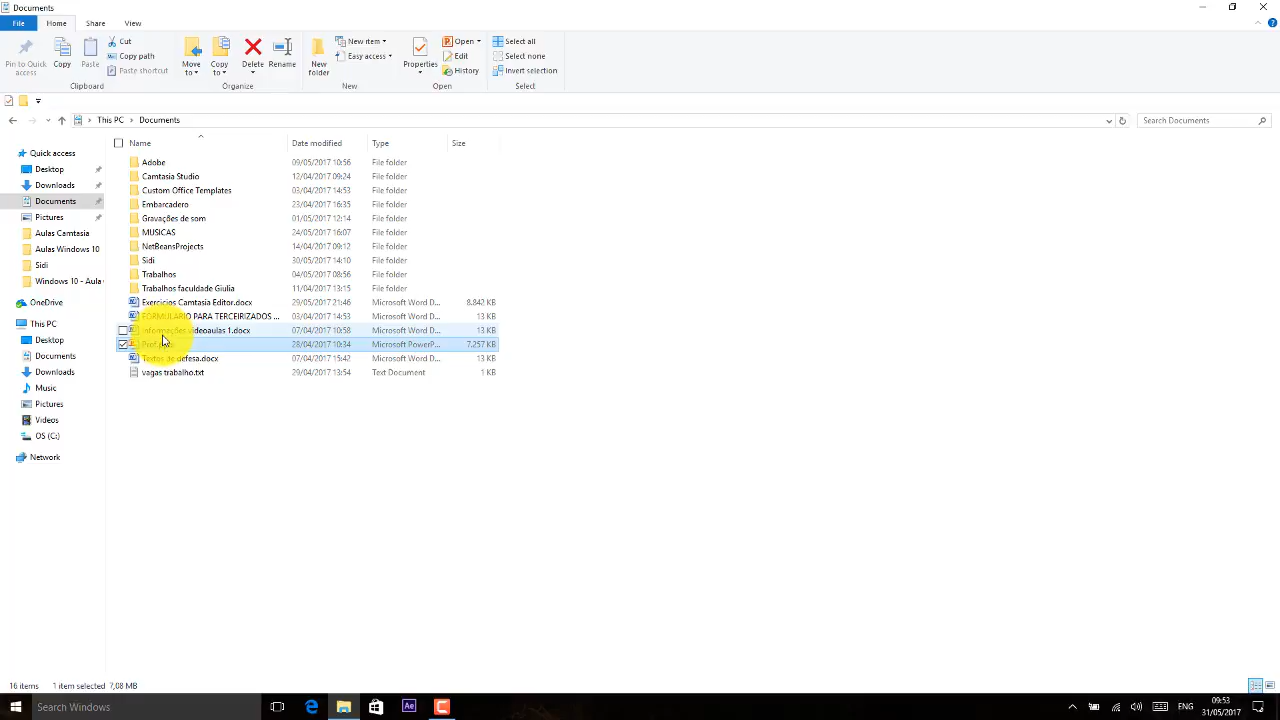 Documents
File Home Share View
Pin to Quick access
Copy
Paste
Cut
Copy path
Paste shortcut
Clipboard
Move to
Copy to
Delete
Rename
Organize
New folder
New item
Easy access
New
Properties
Open
Edit
History
Open
Select all
Select none
Invert selection
Select
This PC Documents
Search Documents
Quick access
Desktop
Downloads
Documents
Pictures
Aulas Camtasia
Aulas Windows 10
Sidi
Windows 10 - Aula
OneDrive
This PC
Desktop
Documents
Downloads
Music
Pictures
Videos
OS (C:)
Network
Name Date modified Type Size
Adobe 09/05/2017 10:56 File folder
Camtasia Studio 12/04/2017 09:24 File folder
Custom Office Templates 03/04/2017 14:53 File folder
Embarcadero 23/04/2017 16:35 File folder
Gravações de som 01/05/2017 12:14 File folder
MUSICAS 24/05/2017 16:07 File folder
NetBeansProjects 14/04/2017 09:12 File folder
Sidi 30/05/2017 14:10 File folder
Trabalhos 04/05/2017 08:56 File folder
Trabalhos faculdade Giulia 11/04/2017 13:15 File folder
Exercicios Camtasia Editor.docx 29/05/2017 21:46 Microsoft Word D... 8.842 KB
FORMULARIO PARA TERCEIRIZADOS ... 03/04/2017 14:53 Microsoft Word D... 13 KB
Informações videoaulas 1.docx 07/04/2017 10:58 Microsoft Word D... 13 KB
28/04/2017 10:34 Microsoft PowerP... 7.257 KB
Textos de defesa.docx 07/04/2017 15:42 Microsoft Word D... 13 KB
vagas trabalho.txt 29/04/2017 13:54 Text Document 1 KB
16 items 1 item selected 7,08 MB
Search Windows
Ae
ENG
09:53
31/05/2017